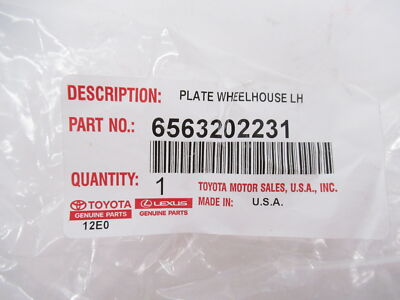 DESCRIPTION: PLATE WHEELHOUSE LH
PART NO.: 6563202231
QUANTITY: 1 TOYOTA MOTOR SALES, U.S.A., INC.
TOYOTA LEXUS MADE IN: U.S.A.
GENUINE PARTS GENUINE PARTS
12E0